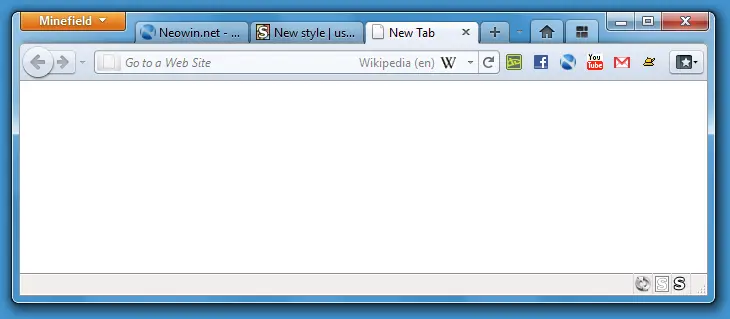 Minefield
Neowin.net - ...
New style | us...
New Tab
Go to a Web Site
Wikipedia (en) W
You
Tube